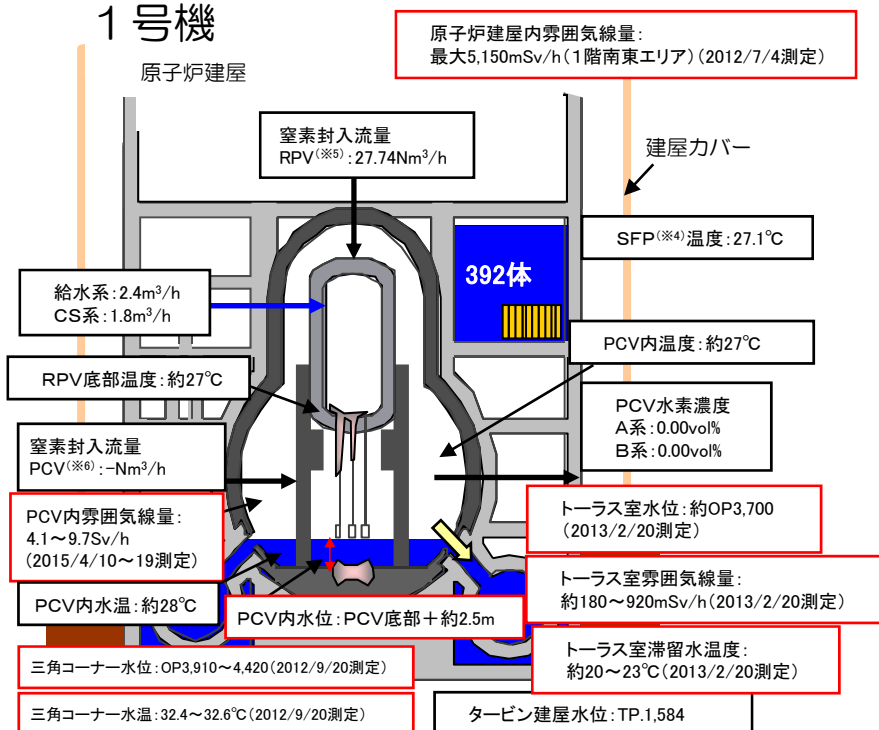 1号機
原子炉建屋
原子炉建屋内雰囲気線量:
最大5,150mSv/h(1階南東エリア)(2012/7/4測定)
窒素封入流量
RPV(※5):27.74Nm³/h
建屋カバー
SFP(※4)温度:27.1℃
392体
給水系:2.4m³/h
CS系:1.8m³/h
PCV内温度:約27℃
RPV底部温度:約27℃
PCV水素濃度
A系:0.00vol%
B系:0.00vol%
窒素封入流量
PCV(※6):-Nm³/h
PCV内雰囲気線量:
4.1~9.7Sv/h
(2015/4/10~19測定)
トーラス室水位:約OP3,700
(2013/2/20測定)
トーラス室雰囲気線量:
約180~920mSv/h(2013/2/20測定)
PCV内水温:約28℃
PCV内水位:PCV底部+約2.5m
トーラス室滞留水温度:
約20~23℃(2013/2/20測定)
三角コーナー水位:OP3,910~4,420(2012/9/20測定)
三角コーナー水温:32.4~32.6℃(2012/9/20測定)
タービン建屋水位:TP.1,584